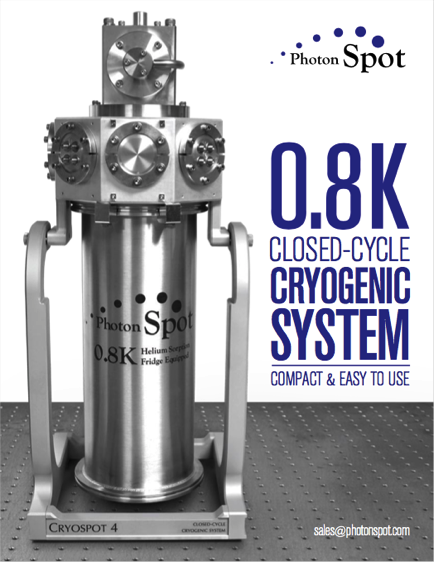 Photon Spot
0.8K
CLOSED-CYCLE
CRYOGENIC
SYSTEM
COMPACT & EASY TO USE
Photon Spot
0.8K Helium Sorption
Fridge Equipped
CRYOSPOT 4
CLOSED-CYCLE
CRYOGENIC SYSTEM
sales@photonspot.com